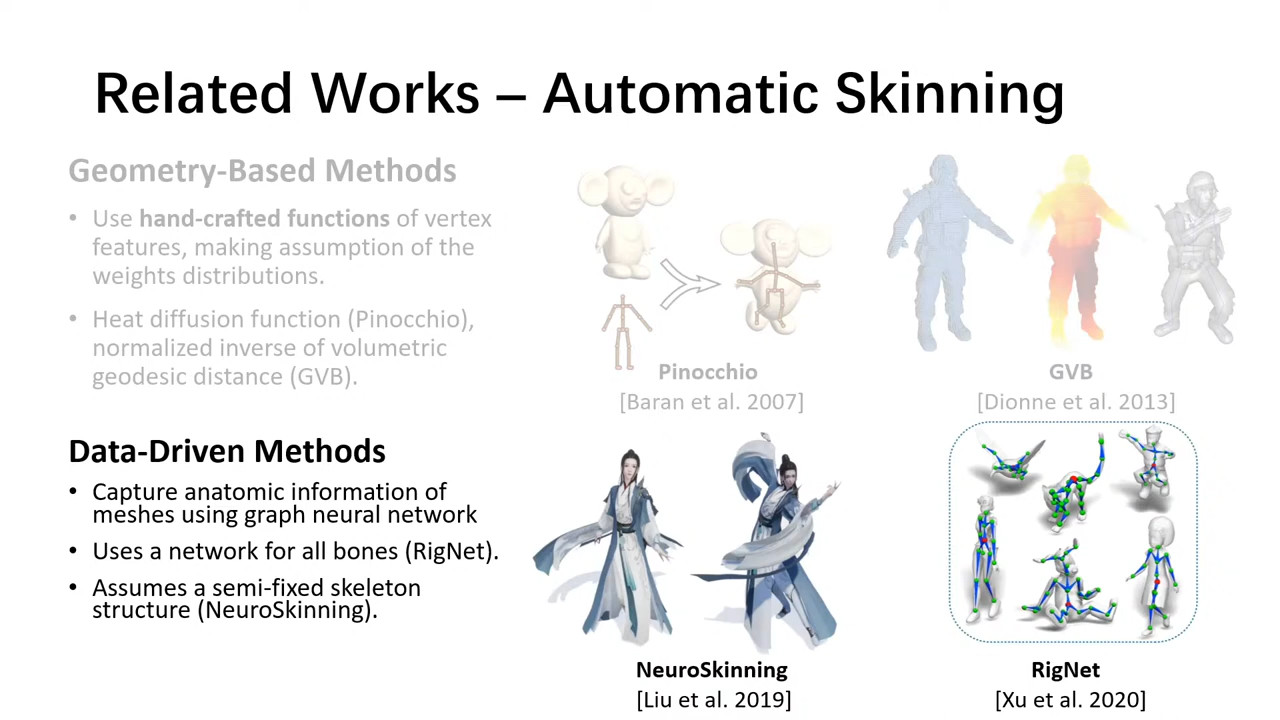 Related Works – Automatic Skinning
Geometry-Based Methods
• Use hand-crafted functions of vertex
features, making assumption of the
weights distributions.
• Heat diffusion function (Pinocchio),
normalized inverse of volumetric
geodesic distance (GVB).
Pinocchio
[Baran et al. 2007]
GVB
[Dionne et al. 2013]
Data-Driven Methods
• Capture anatomic information of
meshes using graph neural network
• Uses a network for all bones (RigNet).
• Assumes a semi-fixed skeleton
structure (NeuroSkinning).
NeuroSkinning
[Liu et al. 2019]
RigNet
[Xu et al. 2020]